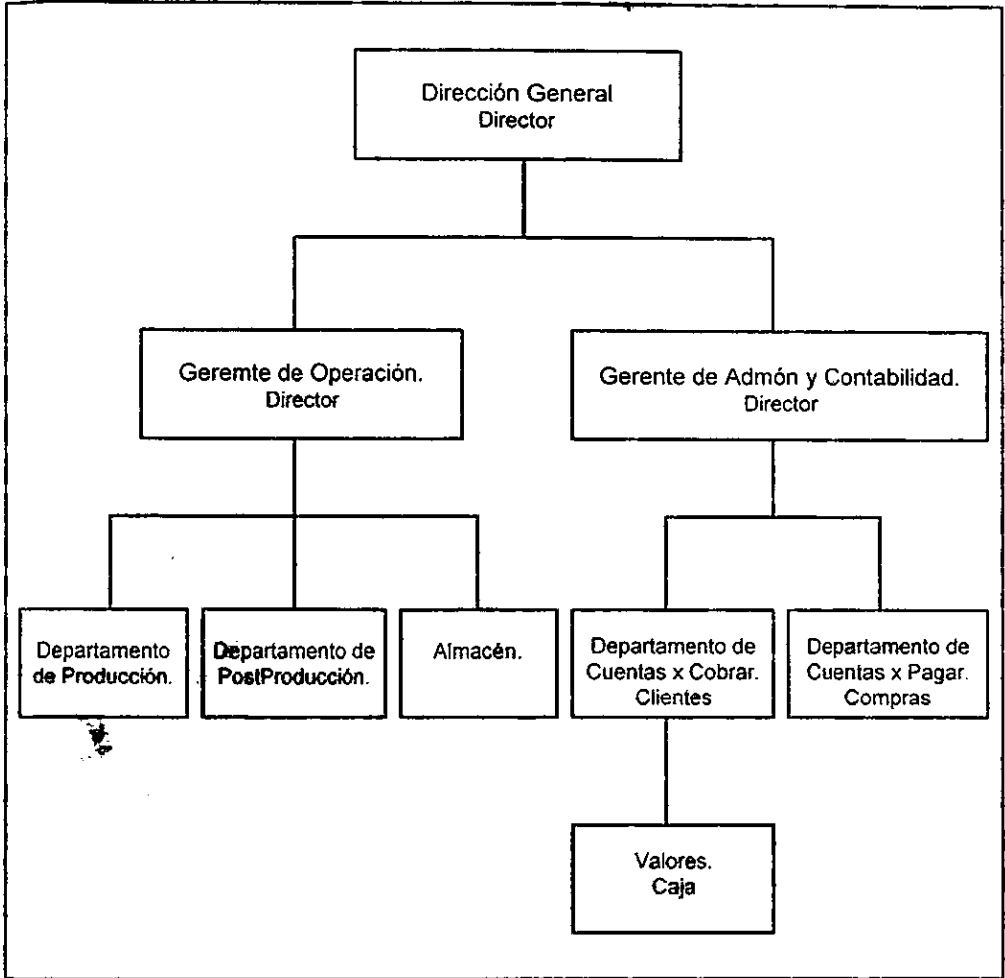 Dirección General
Director
Geremte de Operación.
Director
Gerente de Admón y Contabilidad.
Director
Departamento
de Producción.
Departamento de
PostProducción.
Almacén.
Departamento de
Cuentas x Cobrar.
Clientes
Departamento de
Cuentas x Pagar.
Compras
Valores.
Caja